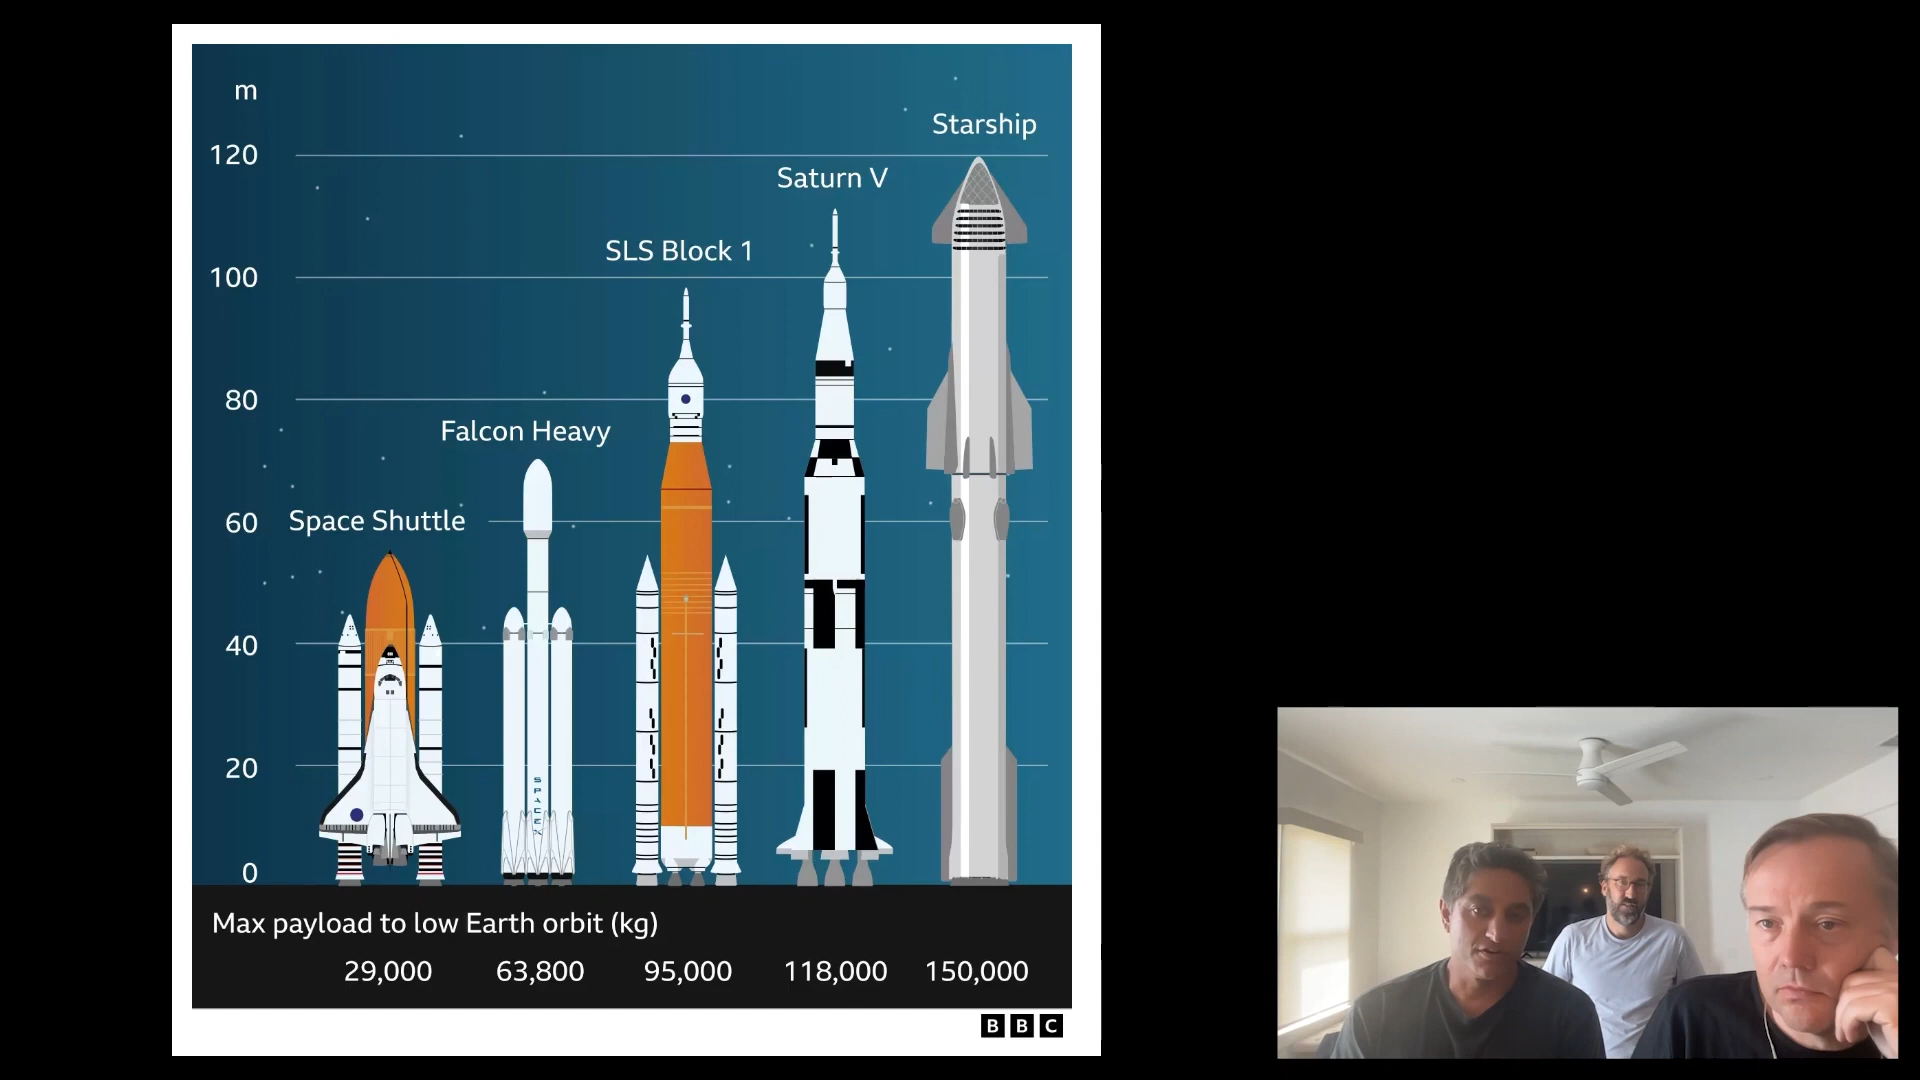 m
120
Starship
Saturn V
SLS Block 1
100
80
Falcon Heavy
60
Space Shuttle
40
20
SPACEX
0
Max payload to low Earth orbit (kg)
29,000 63,800 95,000 118,000 150,000
BBC